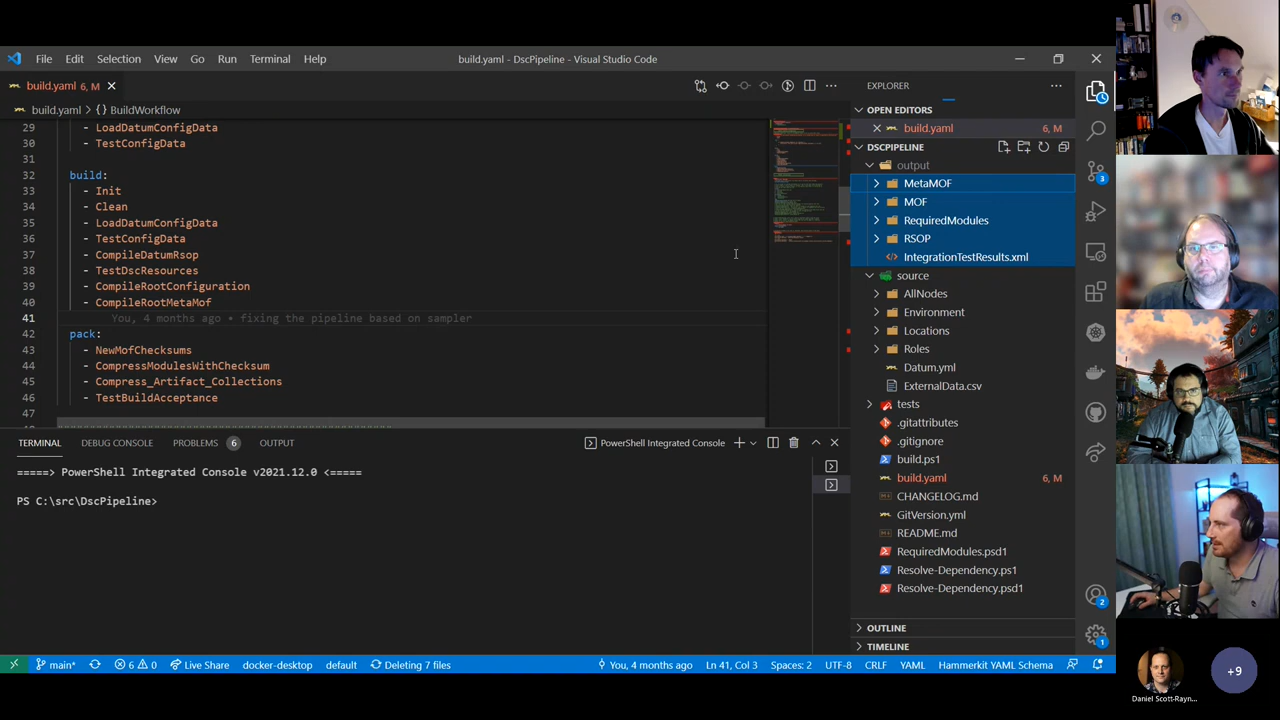 File Edit Selection View Go Run Terminal Help
build.yaml - DscPipeline - Visual Studio Code
build.yaml 6, M
build.yaml > {} BuildWorkflow
29 - LoadDatumConfigData
30 - TestConfigData
31
32 build:
33 - Init
34 - Clean
35 - LoadDatumConfigData
36 - TestConfigData
37 - CompileDatumRsop
38 - TestDscResources
39 - CompileRootConfiguration
40 - CompileRootMetaMof
41 You, 4 months ago • fixing the pipeline based on sampler
42 pack:
43 - NewMofChecksums
44 - CompressModulesWithChecksum
45 - Compress_Artifact_Collections
46 - TestBuildAcceptance
47
TERMINAL DEBUG CONSOLE PROBLEMS 6 OUTPUT
PowerShell Integrated Console
=====> PowerShell Integrated Console v2021.12.0 <=====
PS C:\src\DscPipeline>
EXPLORER
OPEN EDITORS
build.yaml 6, M
DSCPIPELINE
output
MetaMOF
MOF
RequiredModules
RSOP
IntegrationTestResults.xml
source
AllNodes
Environment
Locations
Roles
Datum.yml
ExternalData.csv
tests
.gitattributes
.gitignore
build.ps1
build.yaml 6, M
CHANGELOG.md
GitVersion.yml
README.md
RequiredModules.psd1
Resolve-Dependency.ps1
Resolve-Dependency.psd1
OUTLINE
TIMELINE
3
2
1
main* 6 0 Live Share docker-desktop default Deleting 7 files You, 4 months ago Ln 41, Col 3 Spaces: 2 UTF-8 CRLF YAML Hammerkit YAML Schema
+9
Daniel Scott-Rayn...